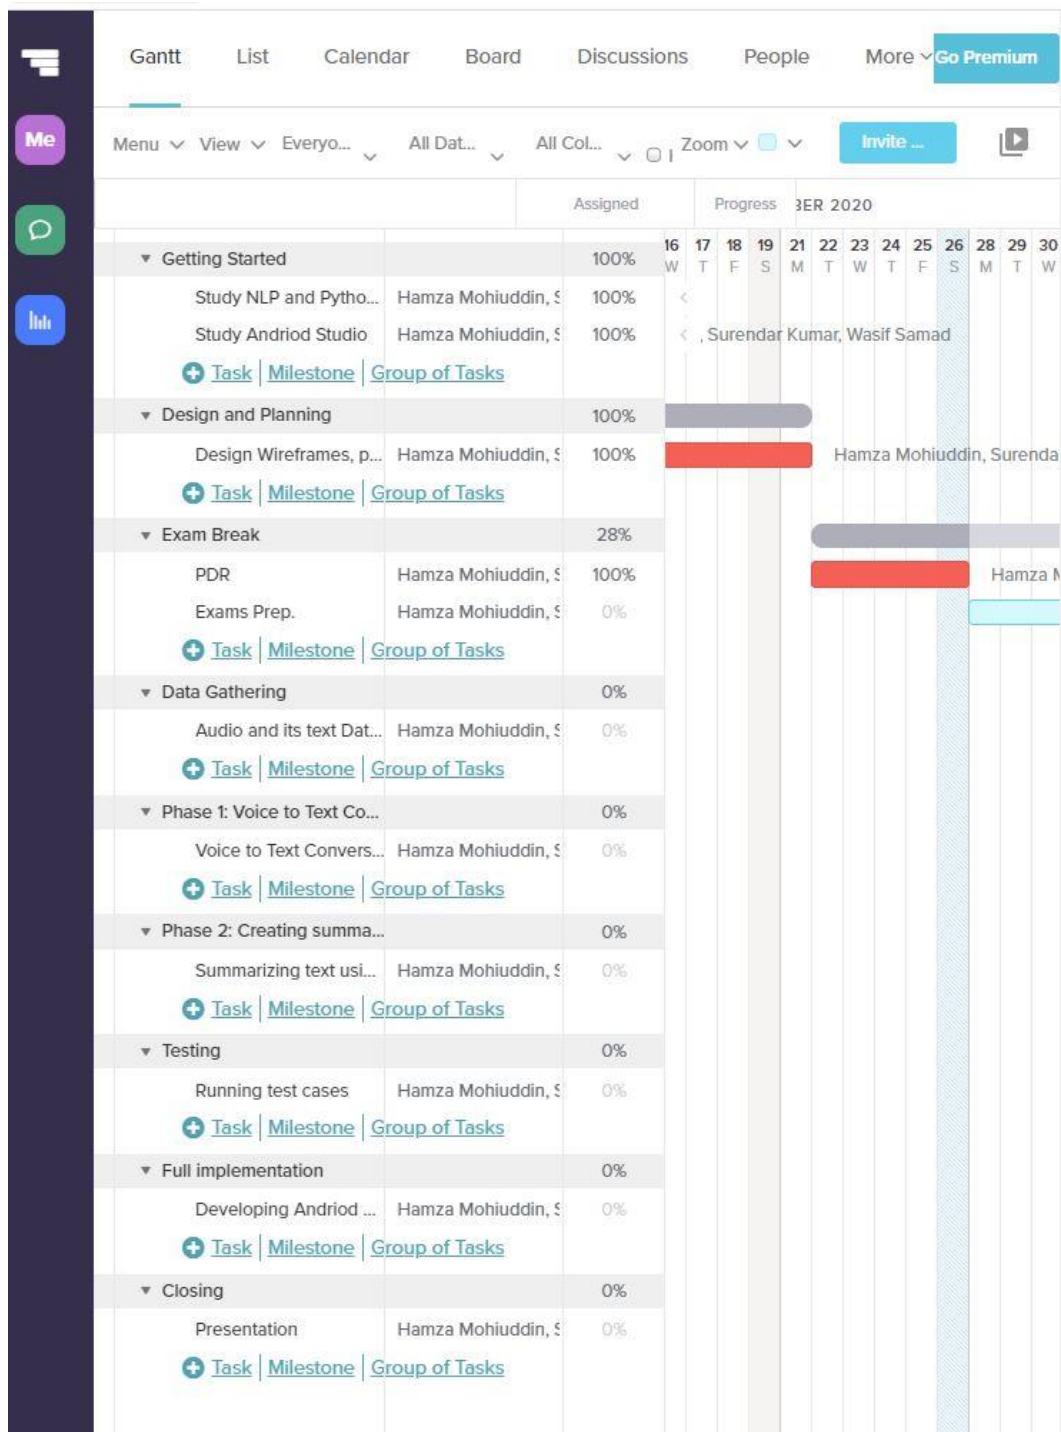 Gantt List Calendar Board Discussions People More Go Premium
Me
Menu View Everyo... All Dat... All Col... Zoom Invite ...
Assigned Progress BER 2020
16 17 18 19 21 22 23 24 25 26 28 29 30
W T F S M T W T F S M T W
Getting Started 100%
Study NLP and Pytho... Hamza Mohiuddin, S 100%
Study Andriod Studio Hamza Mohiuddin, S 100% , Surendar Kumar, Wasif Samad
Task Milestone Group of Tasks
Design and Planning 100%
Design Wireframes, p... Hamza Mohiuddin, S 100% Hamza Mohiuddin, Surenda
Task Milestone Group of Tasks
Exam Break 28%
PDR Hamza Mohiuddin, S 100% Hamza M
Exams Prep. Hamza Mohiuddin, S 0%
Task Milestone Group of Tasks
Data Gathering 0%
Audio and its text Dat... Hamza Mohiuddin, S 0%
Task Milestone Group of Tasks
Phase 1: Voice to Text Co... 0%
Voice to Text Convers... Hamza Mohiuddin, S 0%
Task Milestone Group of Tasks
Phase 2: Creating summa... 0%
Summarizing text usi... Hamza Mohiuddin, S 0%
Task Milestone Group of Tasks
Testing 0%
Running test cases Hamza Mohiuddin, S 0%
Task Milestone Group of Tasks
Full implementation 0%
Developing Andriod ... Hamza Mohiuddin, S 0%
Task Milestone Group of Tasks
Closing 0%
Presentation Hamza Mohiuddin, S 0%
Task Milestone Group of Tasks